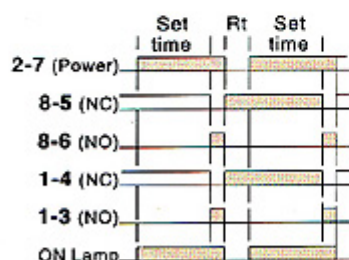 Set Rt Set
time time
2-7 (Power)
8-5 (NC)
8-6 (NO)
1-4 (NC)
1-3 (NO)
ON Lamp